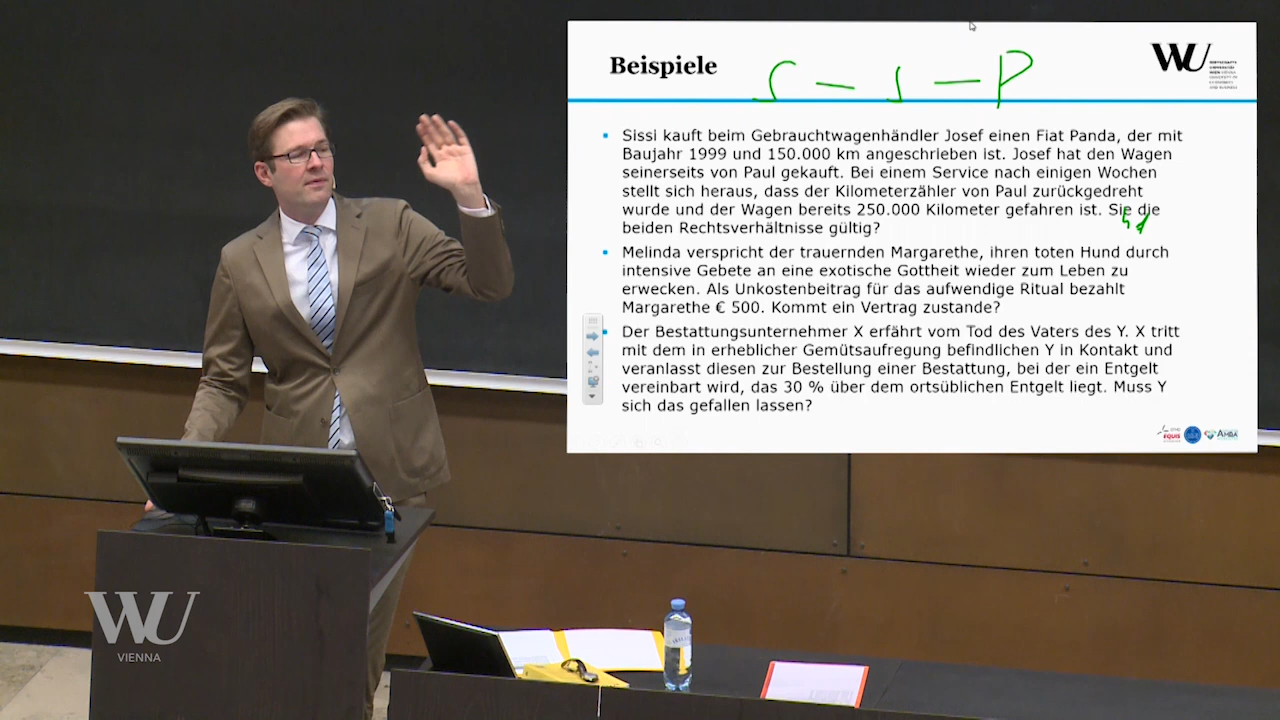 Beispiele
S – J – P
WU
Sissi kauft beim Gebrauchtwagenhändler Josef einen Fiat Panda, der mit
Baujahr 1999 und 150.000 km angeschrieben ist. Josef hat den Wagen
seinerseits von Paul gekauft. Bei einem Service nach einigen Wochen
stellt sich heraus, dass der Kilometerzähler von Paul zurückgedreht
wurde und der Wagen bereits 250.000 Kilometer gefahren ist. Sie die
beiden Rechtsverhältnisse gültig?
Melinda verspricht der trauernden Margarethe, ihren toten Hund durch
intensive Gebete an eine exotische Gottheit wieder zum Leben zu
erwecken. Als Unkostenbeitrag für das aufwendige Ritual bezahlt
Margarethe € 500. Kommt ein Vertrag zustande?
Der Bestattungsunternehmer X erfährt vom Tod des Vaters des Y. X tritt
mit dem in erheblicher Gemütsaufregung befindlichen Y in Kontakt und
veranlasst diesen zur Bestellung einer Bestattung, bei der ein Entgelt
vereinbart wird, das 30 % über dem ortsüblichen Entgelt liegt. Muss Y
sich das gefallen lassen?
EQUIS
AMBA
WU
VIENNA